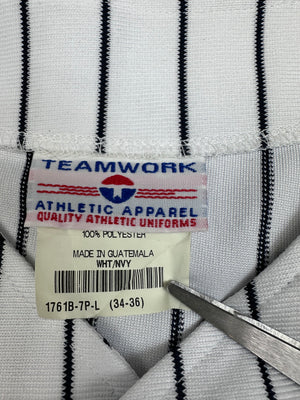 TEAMWORK
ATHLETIC APPAREL
QUALITY ATHLETIC UNIFORMS
100% POLYESTER
MADE IN GUATEMALA
WHT/NVY
1761B-7P-L (34-36)